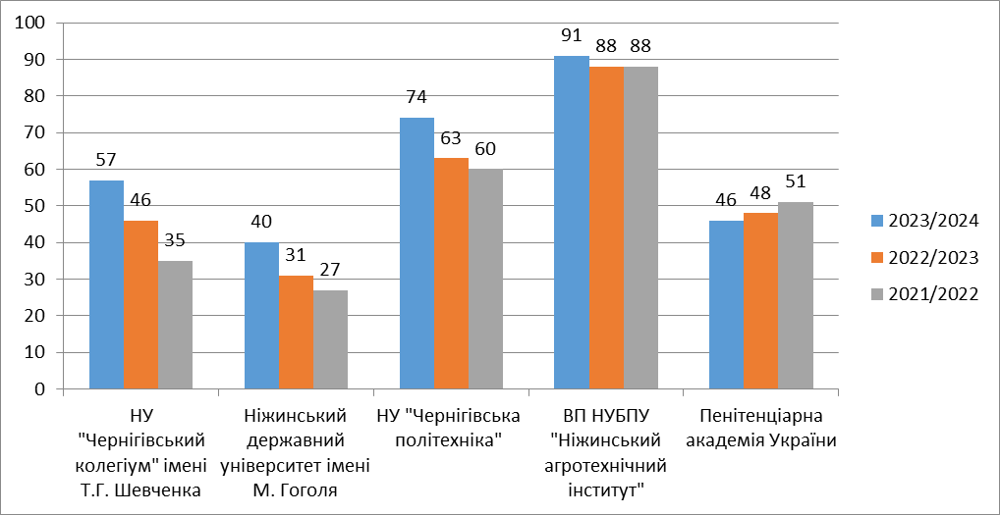 100
90
80
70
60
50
40
30
20
10
0
57
46
35
40
31
27
74
63
60
91
88
88
46
48
51
НУ
"Чернігівський
колегіум" імені
Т.Г. Шевченка
Ніжинський
державний
університет імені
М. Гоголя
НУ "Чернігівська
політехніка"
ВП НУБПУ
"Ніжинський
агротехнічний
інститут"
Пенітенціарна
академія України
2023/2024
2022/2023
2021/2022